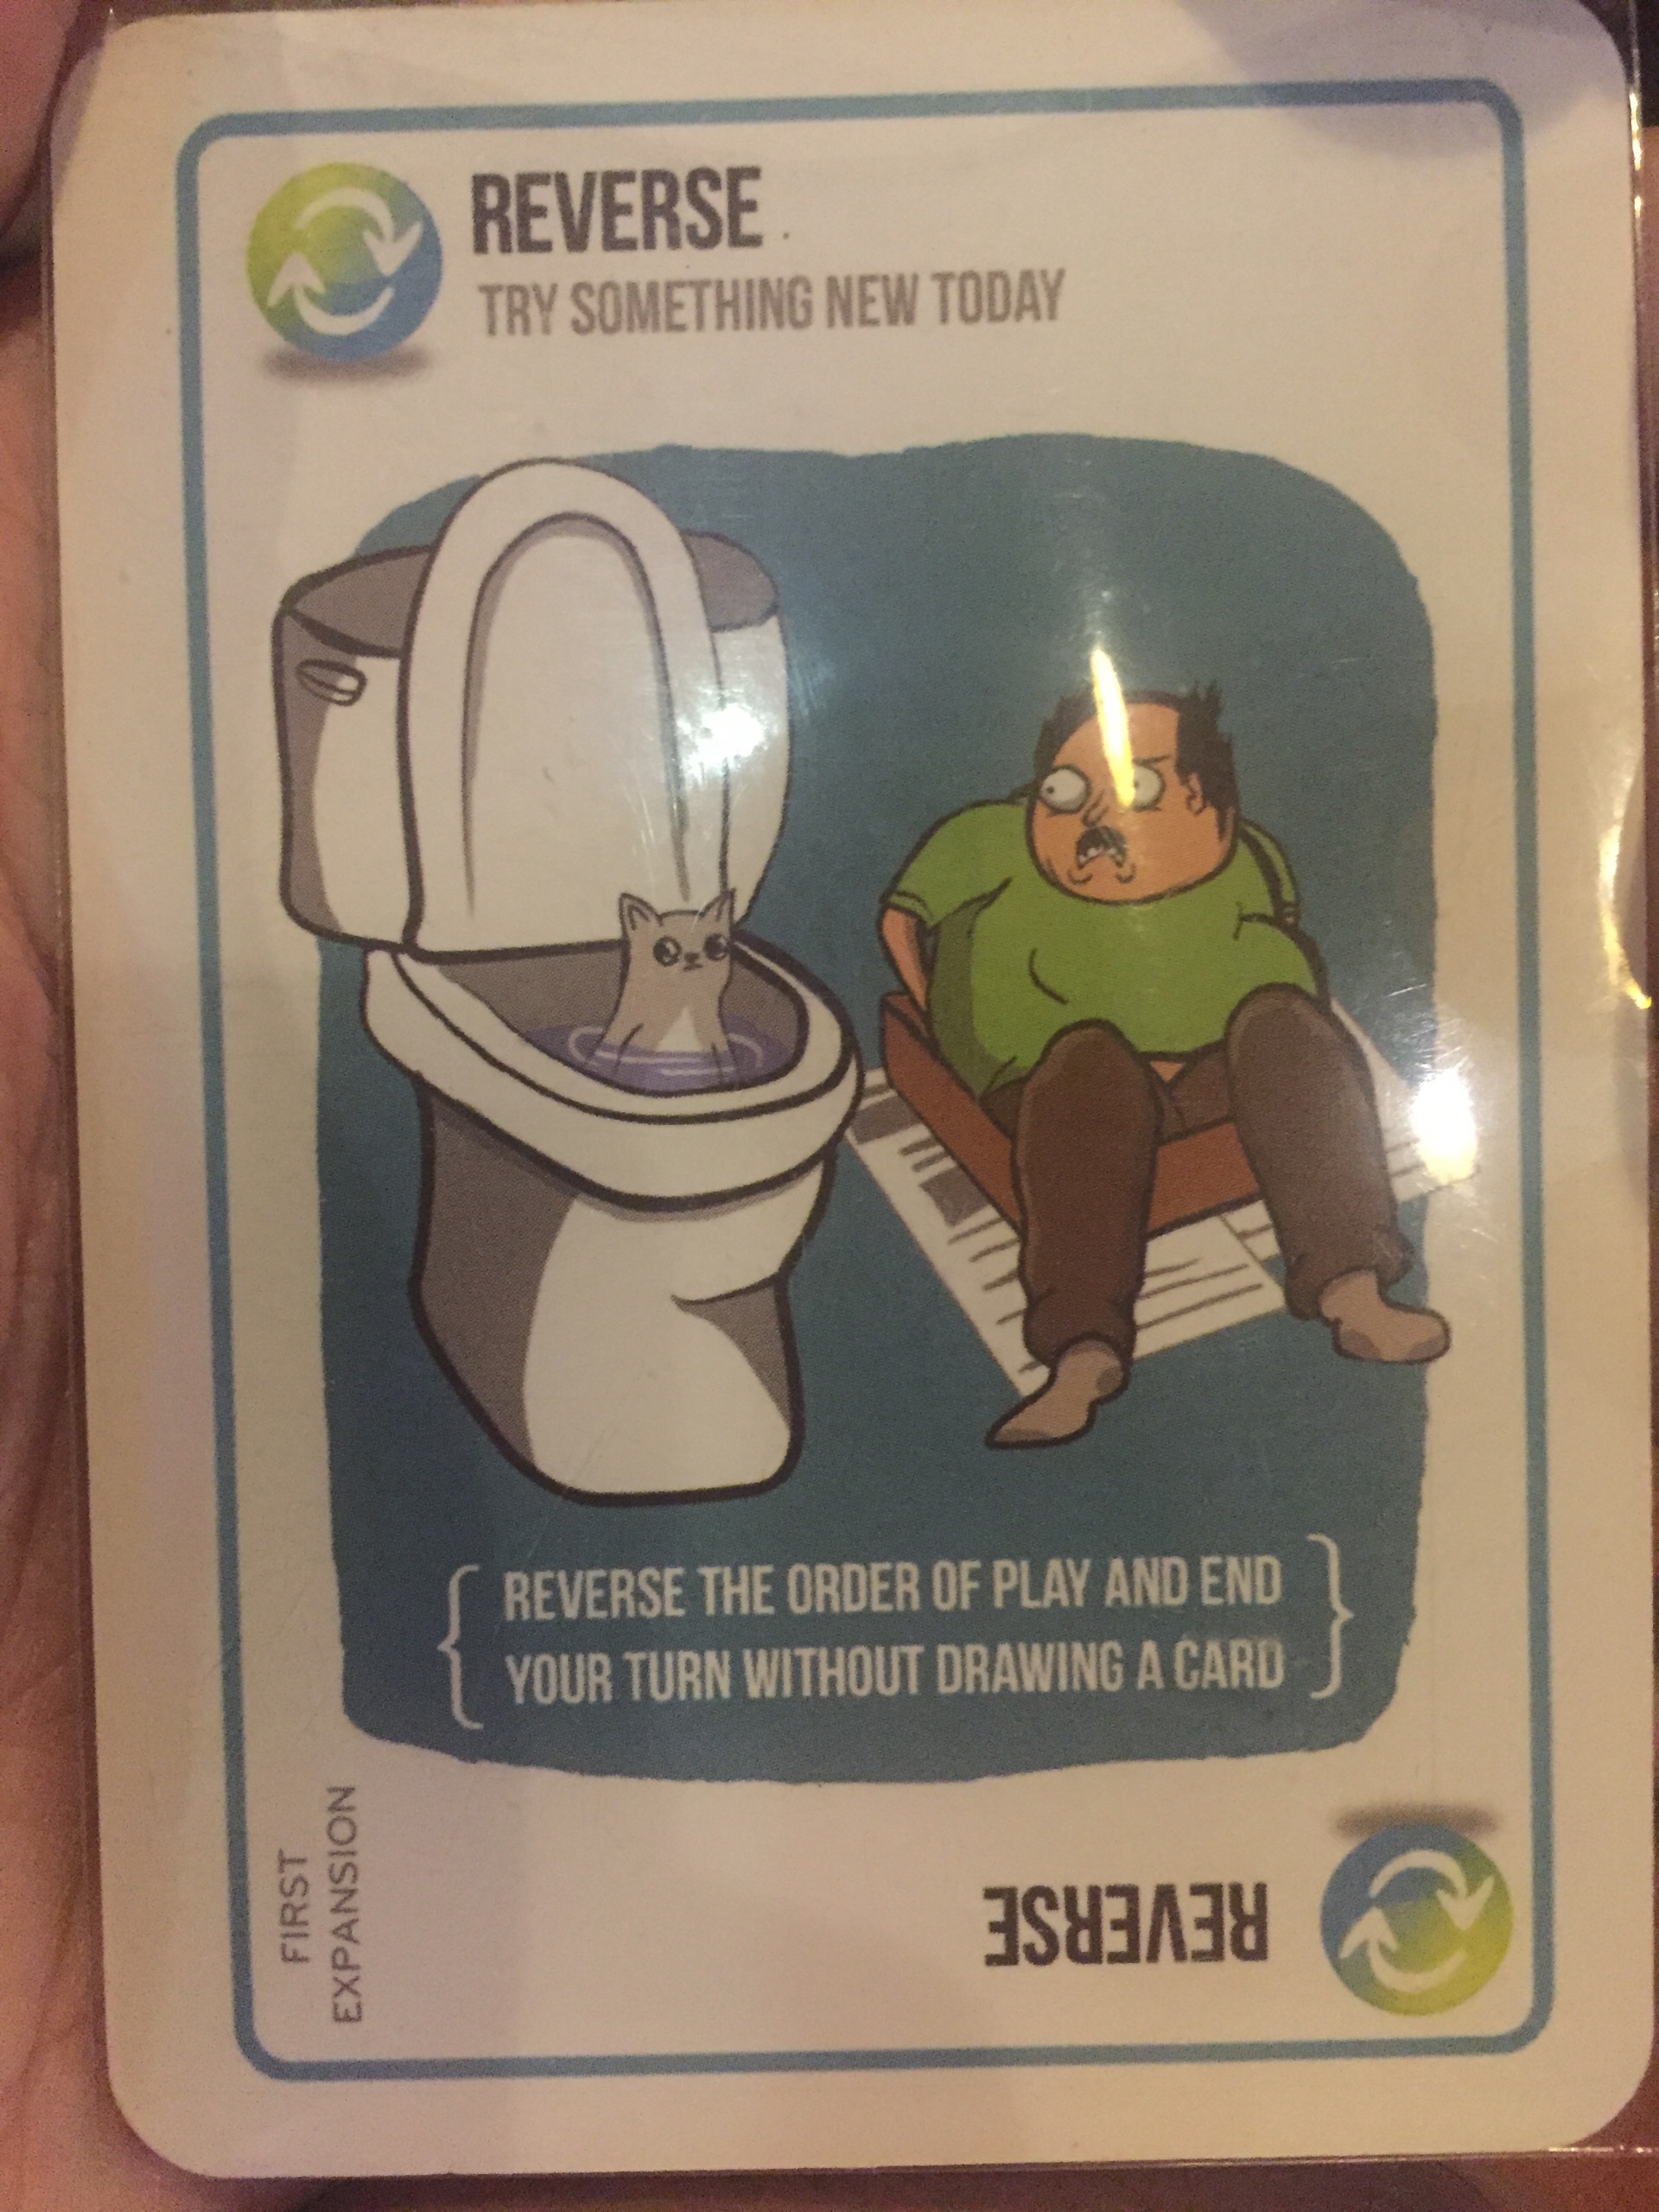 REVERSE
TRY SOMETHING NEW TODAY
REVERSE THE ORDER OF PLAY AND END
YOUR TURN WITHOUT DRAWING A CARD
FIRST
EXPANSION
REVERSE